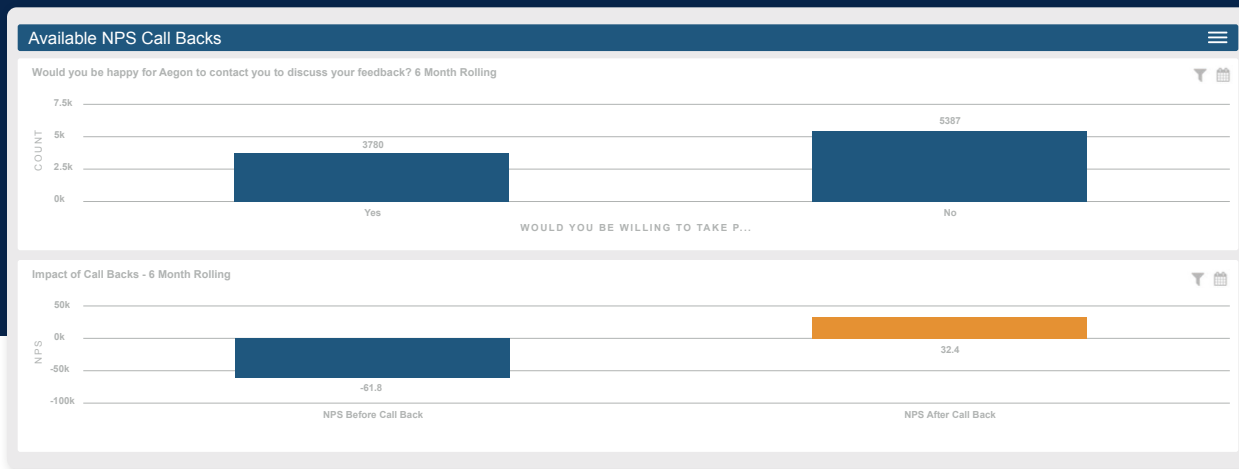 Available NPS Call Backs
Would you be happy for Aegon to contact you to discuss your feedback? 6 Month Rolling
7.5k
5k
2.5k
0k
COUNT
3780
5387
Yes
No
WOULD YOU BE WILLING TO TAKE P...
Impact of Call Backs - 6 Month Rolling
50k
0k
-50k
-100k
NPS
-61.8
32.4
NPS Before Call Back
NPS After Call Back